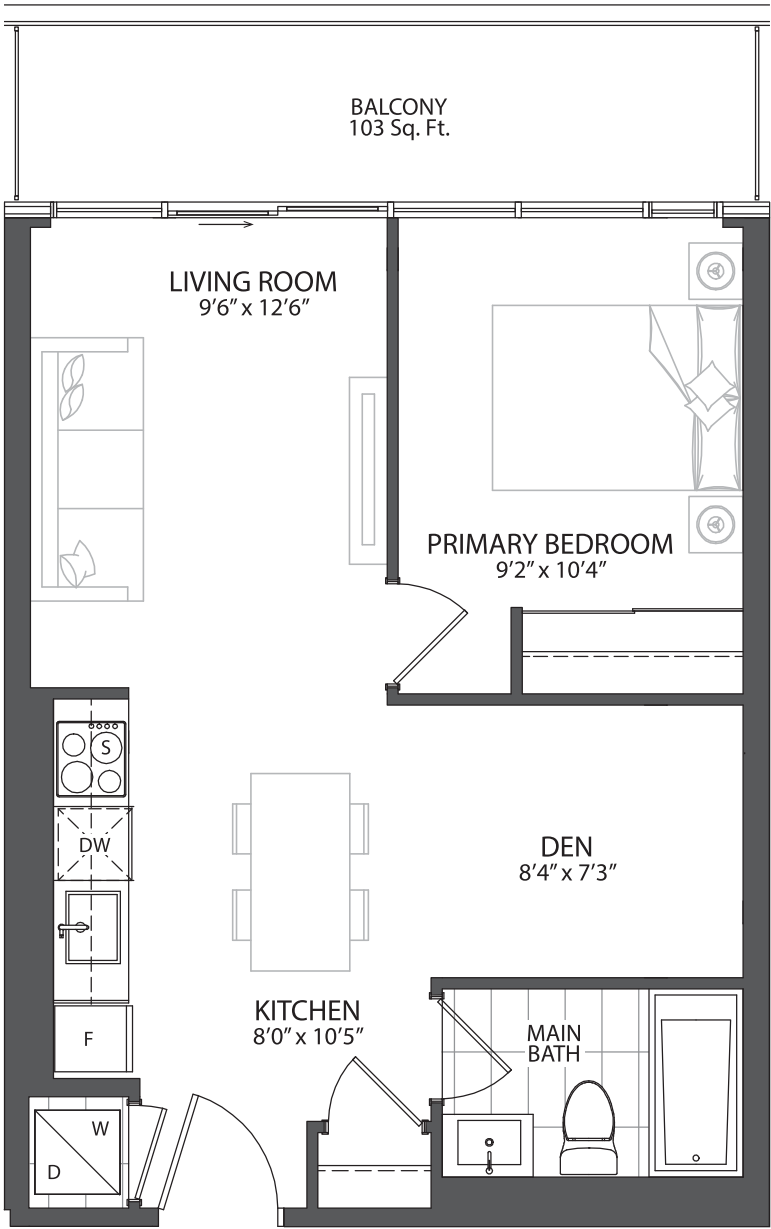 BALCONY
103 Sq. Ft.
LIVING ROOM
9’6” x 12’6”
PRIMARY BEDROOM
9’2” x 10’4”
S
DW
DEN
8’4” x 7’3”
KITCHEN
8’0” x 10’5”
F
MAIN
BATH
W
D